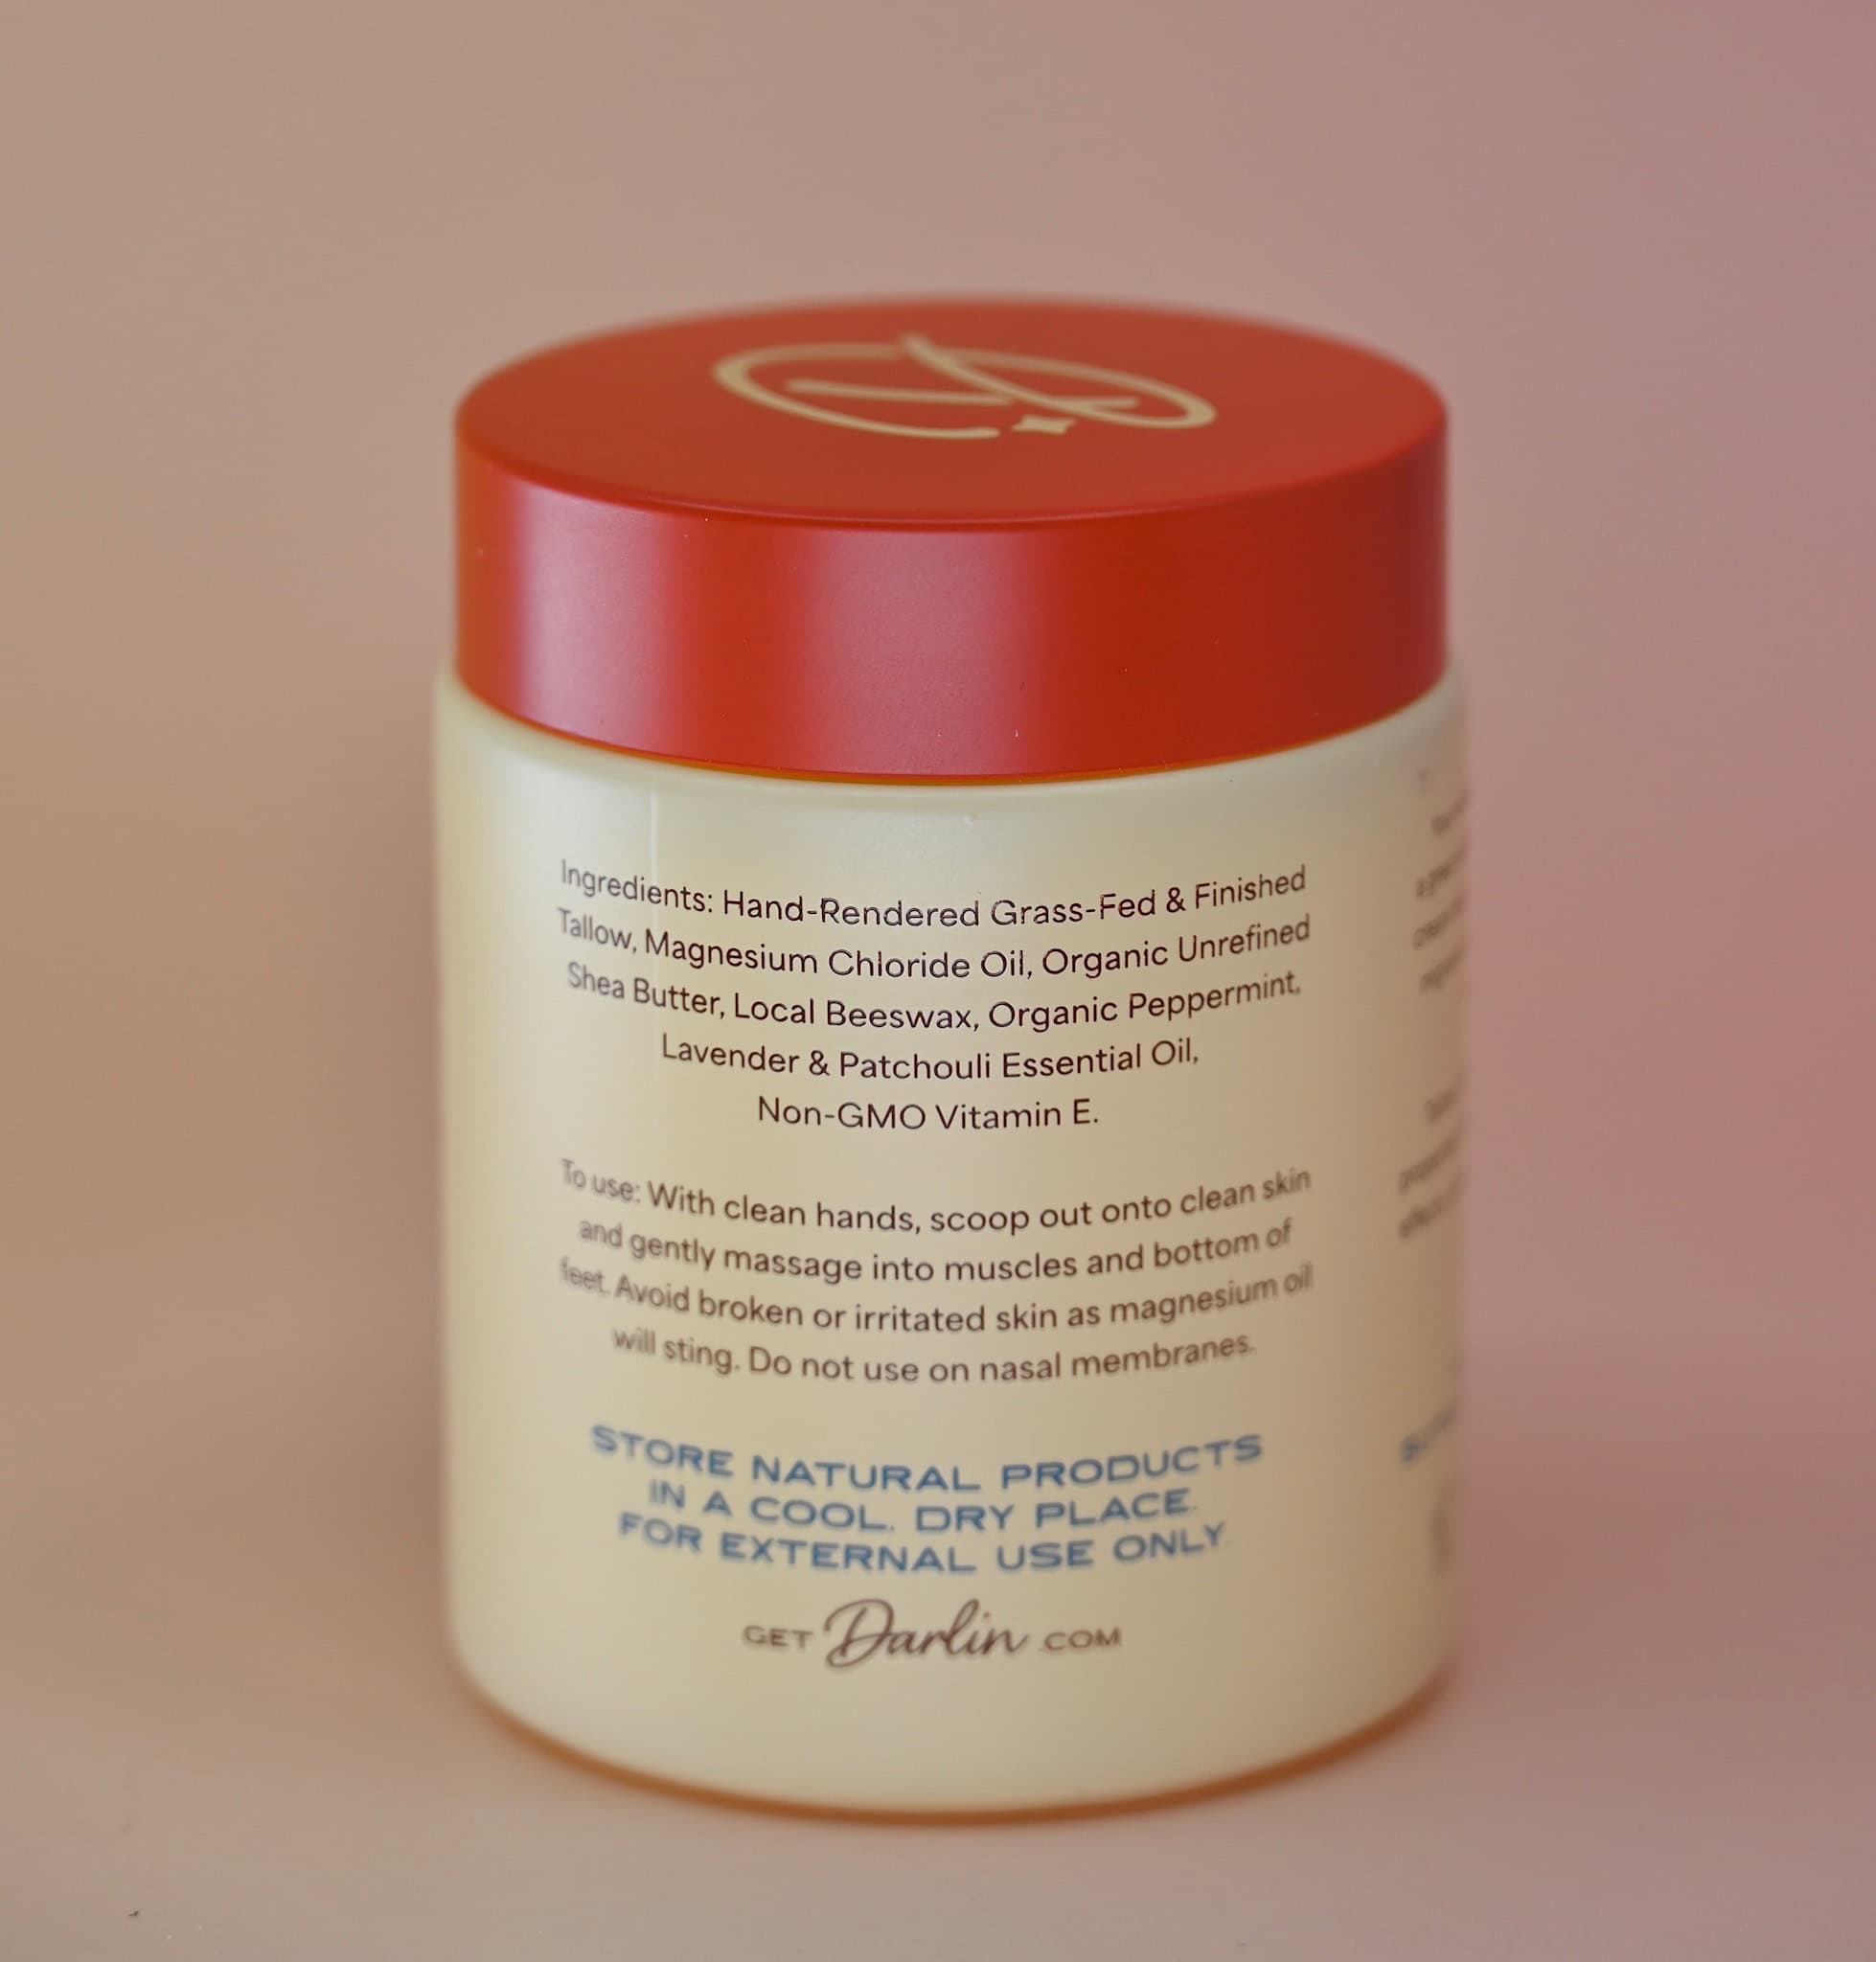 Ingredients: Hand-Rendered Grass-Fed & Finished
Tallow, Magnesium Chloride Oil, Organic Unrefined
Shea Butter, Local Beeswax, Organic Peppermint,
Lavender & Patchouli Essential Oil,
Non-GMO Vitamin E.
To use: With clean hands, scoop out onto clean skin
and gently massage into muscles and bottom of
feet. Avoid broken or irritated skin as magnesium oil
will sting. Do not use on nasal membranes.
STORE NATURAL PRODUCTS
IN A COOL, DRY PLACE.
FOR EXTERNAL USE ONLY.
GET Darlin .COM